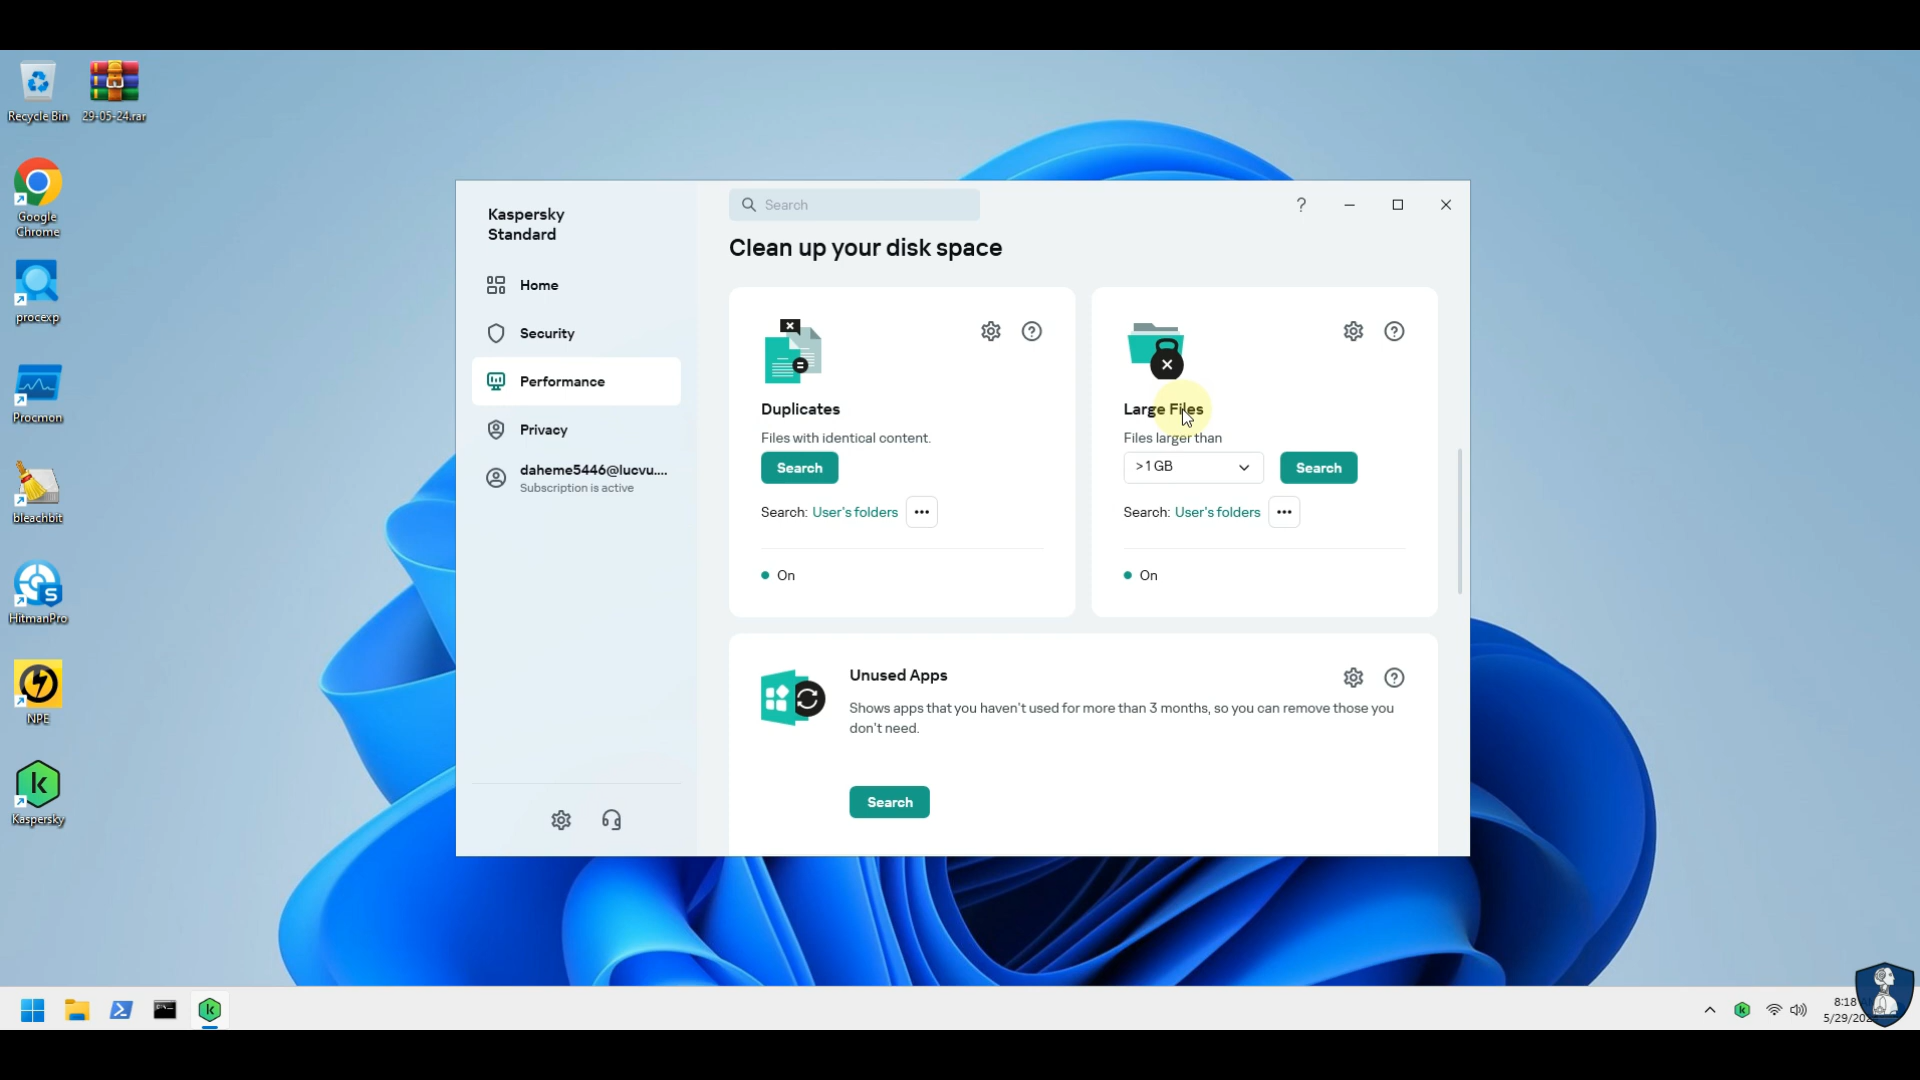 Recycle Bin
29-05-24.rar
Google
Chrome
procexp
Procmon
bleachbit
HitmanPro
NPE
Kaspersky
Kaspersky
Standard
Home
Security
Performance
Privacy
daheme5446@lucvu....
Subscription is active
Search
?
Clean up your disk space
Duplicates
Files with identical content.
Search
Search: User's folders
On
Large Files
Files larger than
>1 GB
Search
Search: User's folders
On
Unused Apps
Shows apps that you haven't used for more than 3 months, so you can remove those you
don't need.
Search
8:18
5/29/20